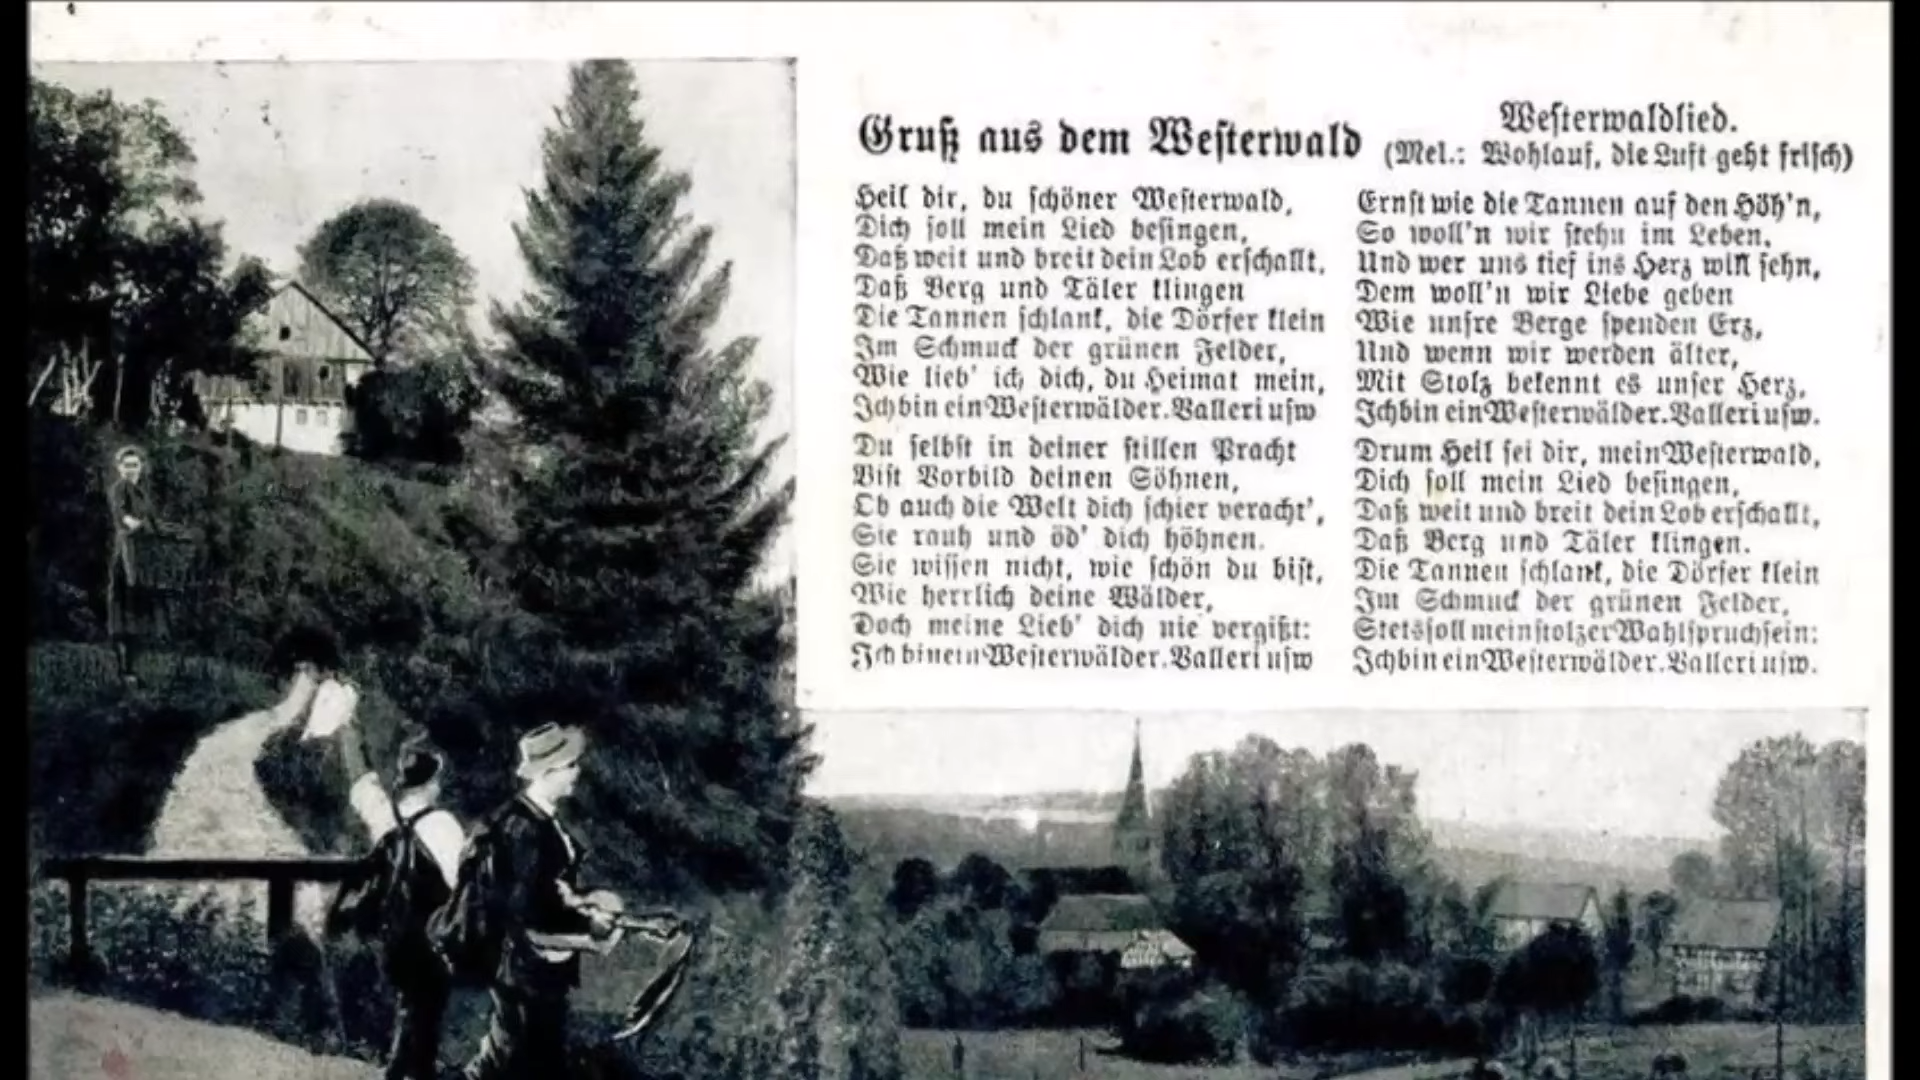 Gruß aus dem Westerwald
Heil dir, du schöner Westerwald,
Dich soll mein Lied besingen,
Daß weit und breit dein Lob erschallt,
Daß Berg und Täler klingen
Die Tannen schlank, die Dörfer klein
Im Schmuck der grünen Felder,
Wie lieb' ich dich, du Heimat mein,
Ich bin ein Westerwälder. Valleri usw
Du selbst in deiner stillen Pracht
Bist Vorbild deinen Söhnen,
Ob auch die Welt dich schier veracht',
Sie rauh und öd' dich höhnen.
Sie wissen nicht, wie schön du bist,
Wie herrlich deine Wälder,
Doch meine Lieb' dich nie vergißt:
Ich bin ein Westerwälder. Valleri usw
Westerwaldlied.
(Mel.: Wohlauf, die Luft geht frisch)
Ernst wie die Tannen auf den Höh'n,
So woll'n wir stehn im Leben.
Und wer uns tief ins Herz will sehn,
Dem woll'n wir Liebe geben
Wie unsre Berge spenden Erz,
Und wenn wir werden älter,
Mit Stolz bekennt es unser Herz,
Ich bin ein Westerwälder. Valleri usw.
Drum Heil sei dir, mein Westerwald,
Dich soll mein Lied besingen,
Daß weit und breit dein Lob erschallt,
Daß Berg und Täler klingen.
Die Tannen schlank, die Dörfer klein
Im Schmuck der grünen Felder,
Stets soll mein stolzer Wahlspruch sein:
Ich bin ein Westerwälder. Valleri usw.